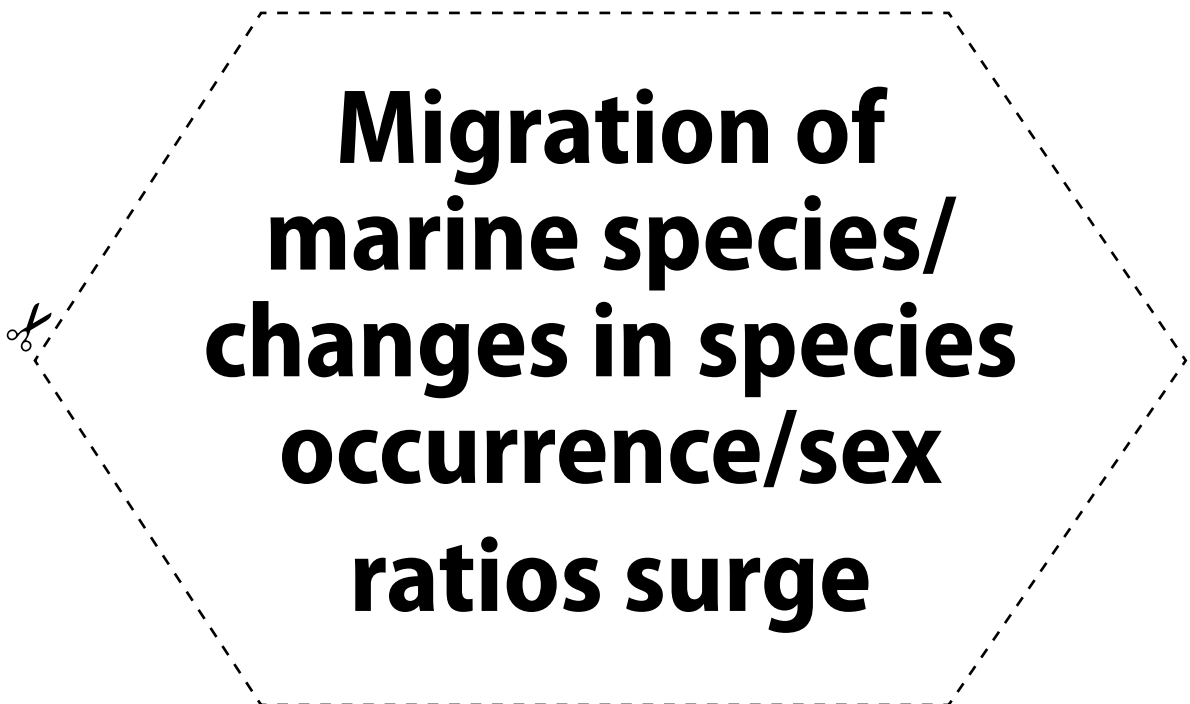 Migration of
marine species/
changes in species
occurrence/sex
ratios surge